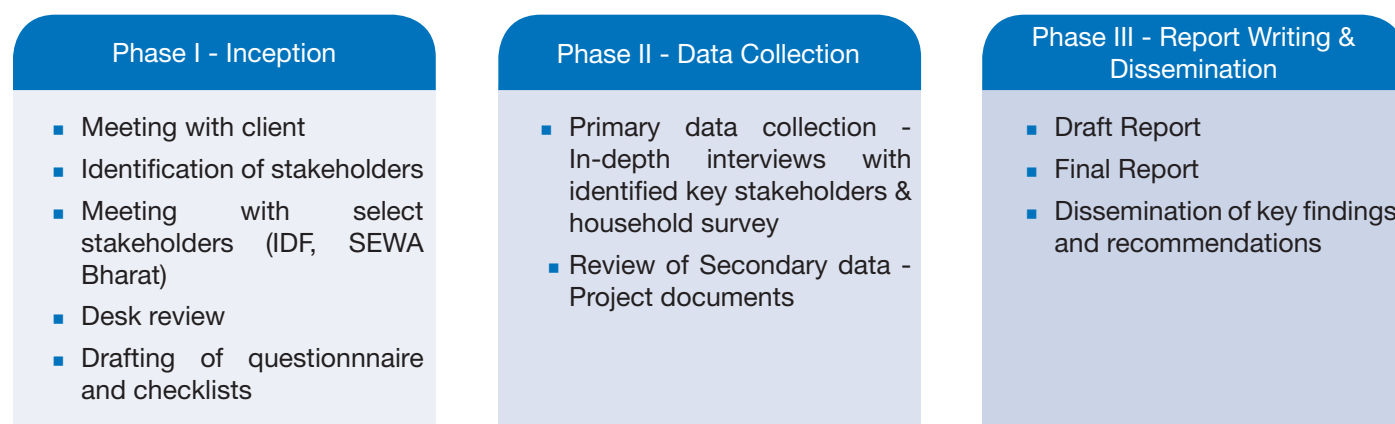 Phase I - Inception
Meeting with client
Identification of stakeholders
Meeting with select
stakeholders (IDF, SEWA
Bharat)
Desk review
Drafting of questionnnaire
and checklists
Phase II - Data Collection
Primary data collection -
In-depth interviews with
identified key stakeholders &
household survey
Review of Secondary data -
Project documents
Phase III - Report Writing &
Dissemination
Draft Report
Final Report
Dissemination of key findings
and recommendations